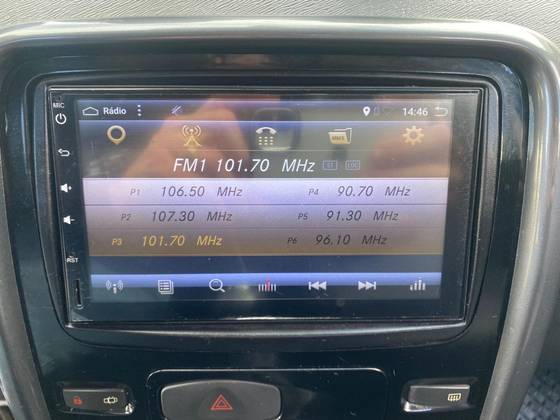 MIC
Rádio 14:46
FM1 101.70 MHz
P1 106.50 MHz P4 90.70 MHz
P2 107.30 MHz P5 91.30 MHz
P3 101.70 MHz P6 96.10 MHz
RST